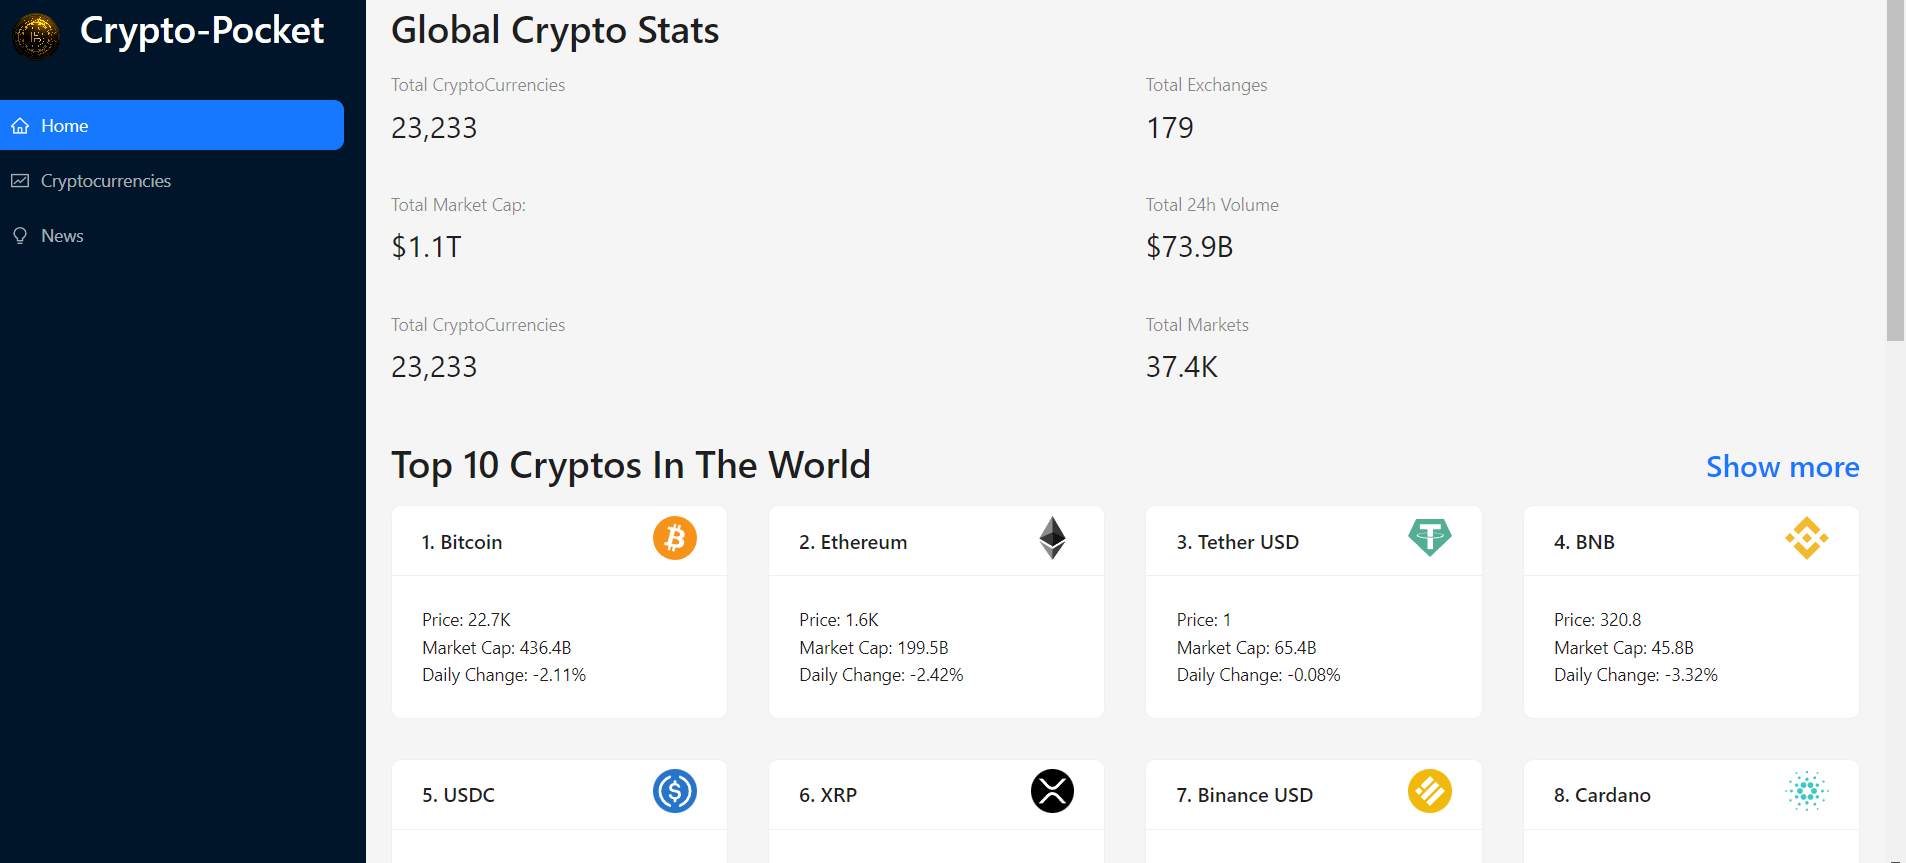 Crypto-Pocket
Home
Cryptocurrencies
News
Global Crypto Stats
Total CryptoCurrencies
23,233
Total Exchanges
179
Total Market Cap:
$1.1T
Total 24h Volume
$73.9B
Total CryptoCurrencies
23,233
Total Markets
37.4K
Top 10 Cryptos In The World
Show more
1. Bitcoin
Price: 22.7K
Market Cap: 436.4B
Daily Change: -2.11%
2. Ethereum
Price: 1.6K
Market Cap: 199.5B
Daily Change: -2.42%
3. Tether USD
Price: 1
Market Cap: 65.4B
Daily Change: -0.08%
4. BNB
Price: 320.8
Market Cap: 45.8B
Daily Change: -3.32%
5. USDC
6. XRP
7. Binance USD
8. Cardano